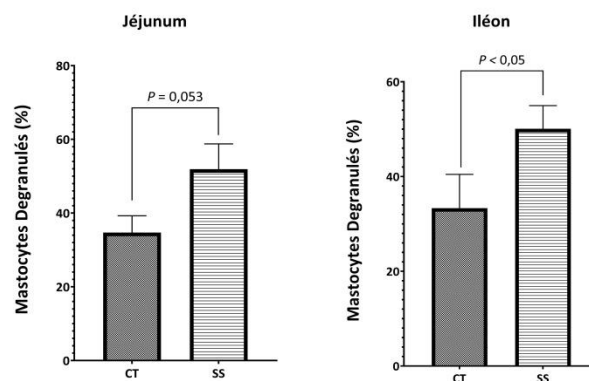 Jéjunum
Mastocytes Degranulés (%)
80
60
40
20
0
P = 0,053
CT
SS
Iléon
Mastocytes Degranulés (%)
60
40
20
0
P < 0,05
CT
SS